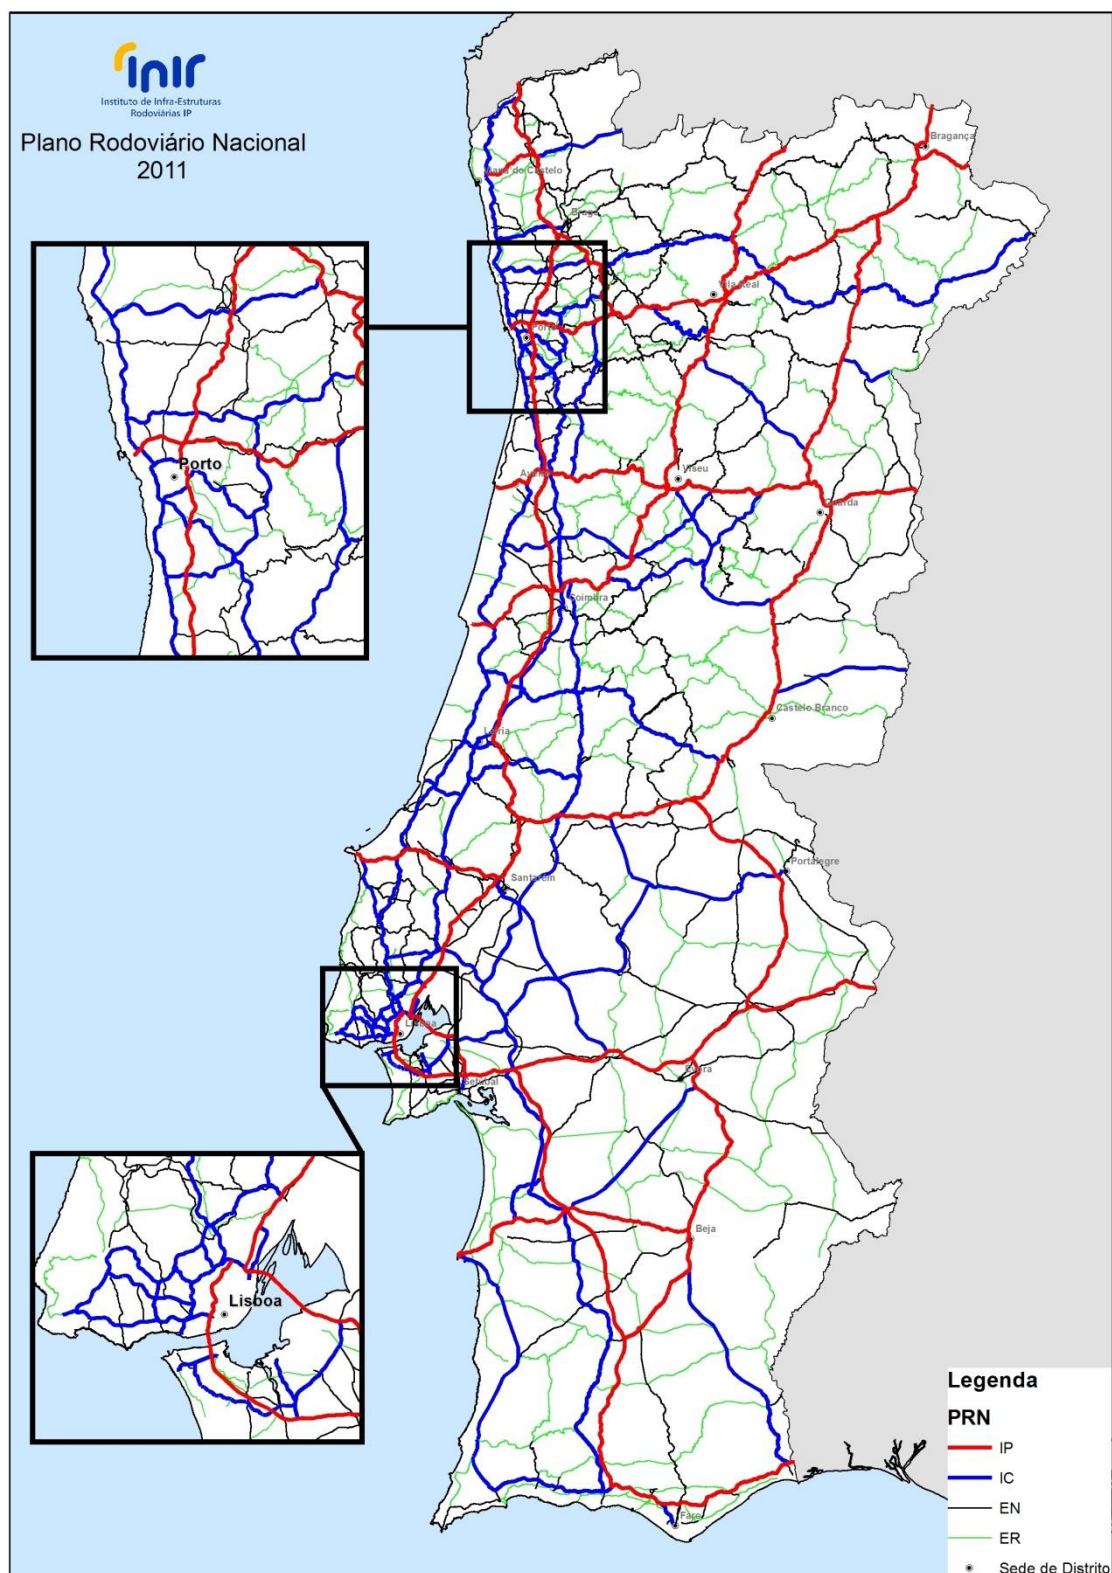 inIr
Instituto de Infra-Estruturas
Rodoviárias IP
Plano Rodoviário Nacional
2011
Bragança
Viana do Castelo
Braga
Vila Real
Porto
Porto
Aveiro
Viseu
Guarda
Coimbra
Castelo Branco
Leiria
Portalegre
Santarém
Lisboa
Setúbal
Évora
Beja
Lisboa
Faro
Legenda
PRN
IP
IC
EN
ER
Sede de Distrito